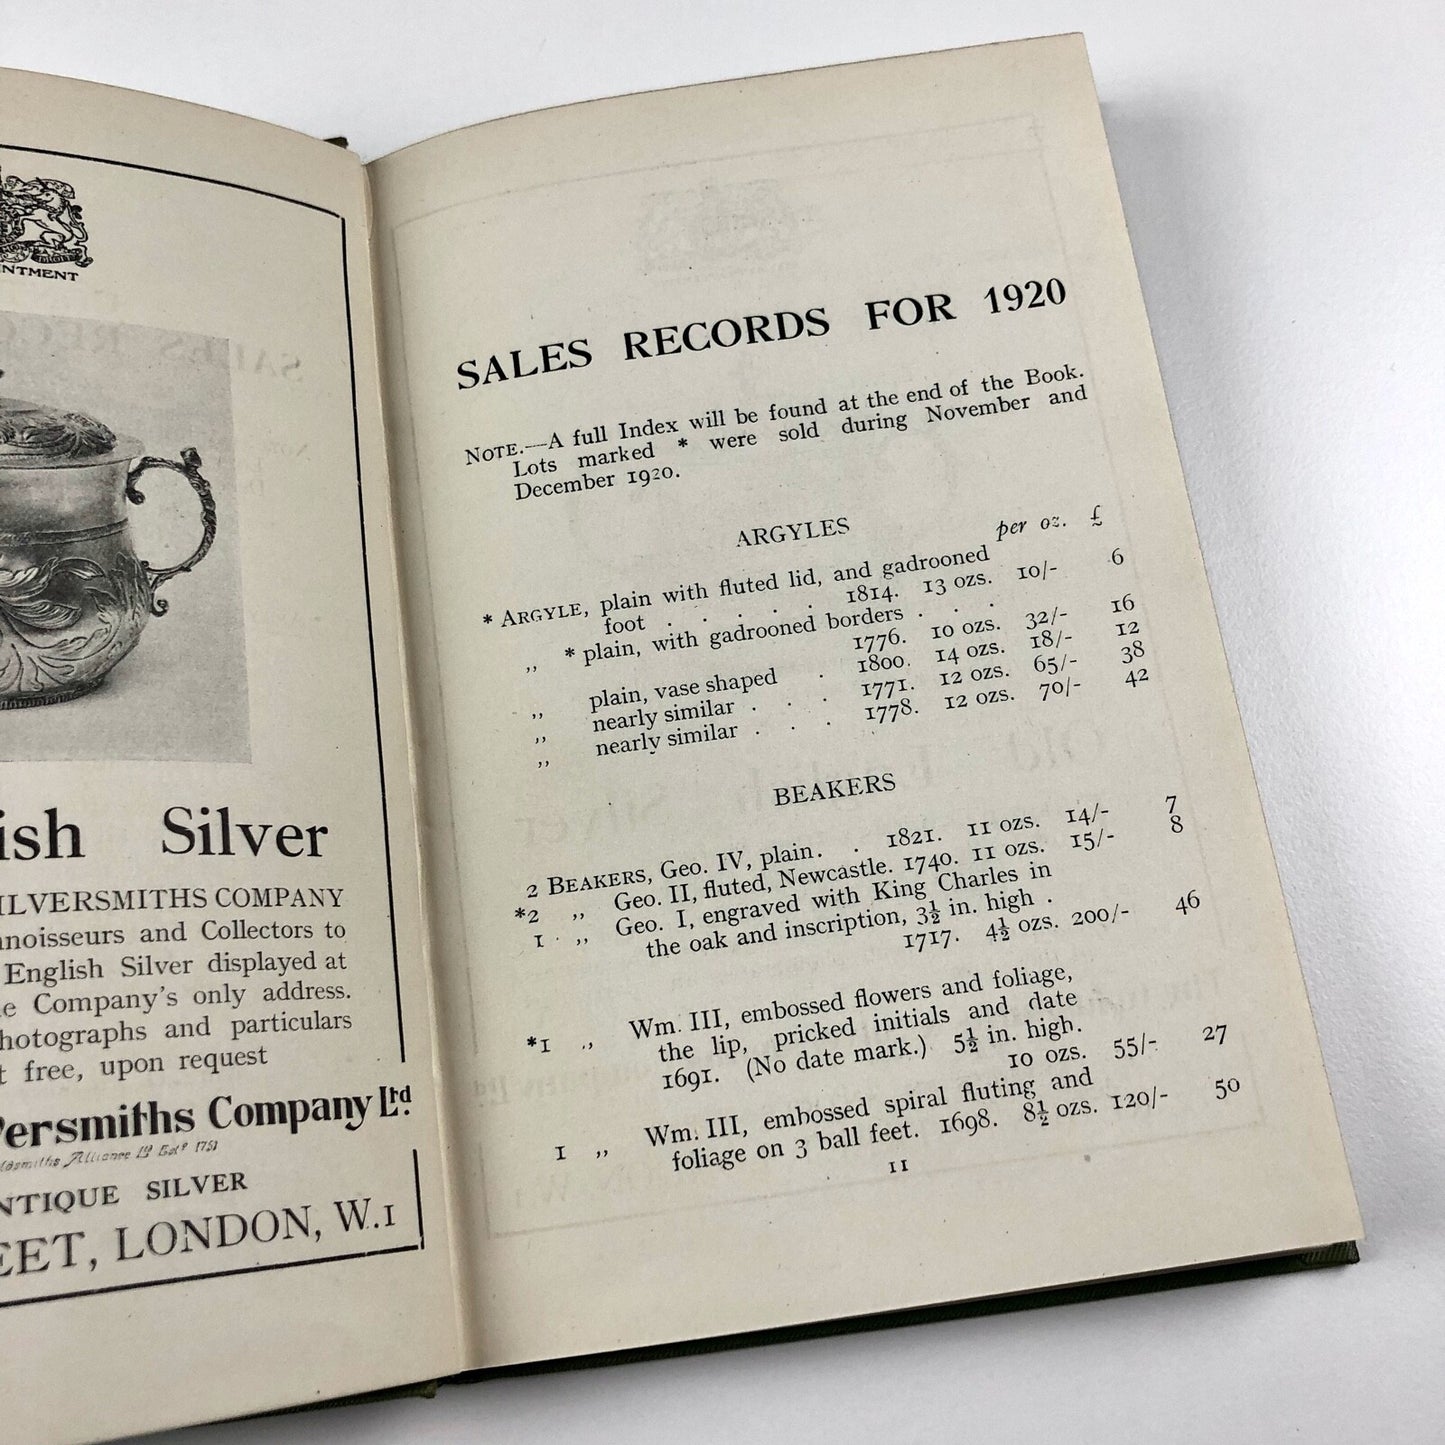 INTMENT
ish Silver
ILVERSMITHS COMPANY
nnoisseurs and Collectors to
English Silver displayed at
e Company's only address.
hotographs and particulars
t free, upon request
versmiths Company Ltd.
ldsmiths Alliance Ld Estd 1751
NTIQUE SILVER
EET, LONDON, W.1
SALES RECORDS FOR 1920
NOTE.—A full Index will be found at the end of the Book.
Lots marked * were sold during November and
December 1920.
ARGYLES
per oz. £
* ARGYLE, plain with fluted lid, and gadrooned
foot . . . . . 1814. 13 ozs. 10/- 6
„ * plain, with gadrooned borders . . .
1776. 10 ozs. 32/- 16
„ plain, vase shaped . 1800. 14 ozs. 18/- 12
„ nearly similar . . . 1771. 12 ozs. 65/- 38
„ nearly similar . . . 1778. 12 ozs. 70/- 42
BEAKERS
2 BEAKERS, Geo. IV, plain. . 1821. 11 ozs. 14/- 7
*2 „ Geo. II, fluted, Newcastle. 1740. 11 ozs. 15/- 8
1 „ Geo. I, engraved with King Charles in
the oak and inscription, 3½ in. high .
1717. 4½ ozs. 200/- 46
*1 „ Wm. III, embossed flowers and foliage,
the lip, pricked initials and date
1691. (No date mark.) 5½ in. high.
10 ozs. 55/- 27
1 „ Wm. III, embossed spiral fluting and
foliage on 3 ball feet. 1698. 8½ ozs. 120/- 50
11